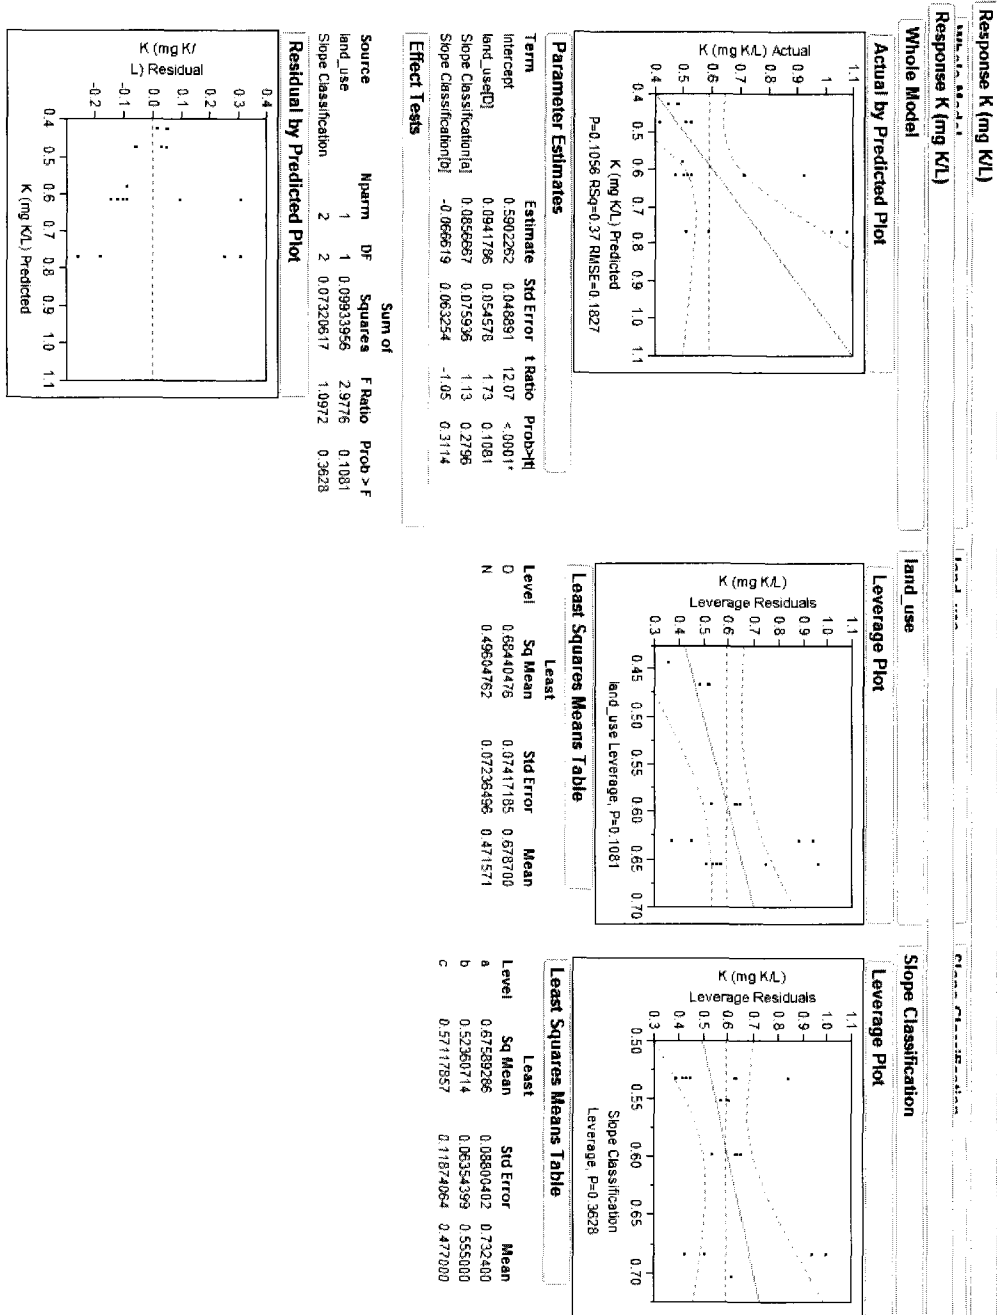 Response K (mg K/L)
Whole Model
Response K (mg K/L)
Whole Model
Actual by Predicted Plot
K (mg K/L) Actual
1.1
1.0
0.9
0.8
0.7
0.6
0.5
0.4
0.4 0.5 0.6 0.7 0.8 0.9 1.0 1.1
K (mg K/L) Predicted
P=0.1056 RSq=0.37 RMSE=0.1827
Parameter Estimates
Term Estimate Std Error t Ratio Prob>|t|
Intercept 0.5902262 0.048891 12.07 <.0001*
land_use[D] 0.0941786 0.054578 1.73 0.1081
Slope Classification[a] 0.0856667 0.075936 1.13 0.2796
Slope Classification[b] -0.066619 0.063254 -1.05 0.3114
Effect Tests
Sum of
Source Nparm DF Squares F Ratio Prob > F
land_use 1 1 0.09933956 2.9776 0.1081
Slope Classification 2 2 0.07320617 1.0972 0.3628
Residual by Predicted Plot
K (mg K/
L) Residual
0.4
0.3
0.2
0.1
0.0
-0.1
-0.2
0.4 0.5 0.6 0.7 0.8 0.9 1.0 1.1
K (mg K/L) Predicted
land_use
land_use
Leverage Plot
K (mg K/L)
Leverage Residuals
1.1
1.0
0.9
0.8
0.7
0.6
0.5
0.4
0.3
0.45 0.50 0.55 0.60 0.65 0.70
land_use Leverage, P=0.1081
Least Squares Means Table
Least
Level Sq Mean Std Error Mean
D 0.68440476 0.07417185 0.678700
N 0.49604762 0.07236496 0.471571
Slope Classification
Slope Classification
Leverage Plot
K (mg K/L)
Leverage Residuals
1.1
1.0
0.9
0.8
0.7
0.6
0.5
0.4
0.3
0.50 0.55 0.60 0.65 0.70
Slope Classification
Leverage, P=0.3628
Least Squares Means Table
Least
Level Sq Mean Std Error Mean
a 0.67589286 0.08800402 0.732400
b 0.52360714 0.06354399 0.555000
c 0.57117857 0.11874064 0.477000